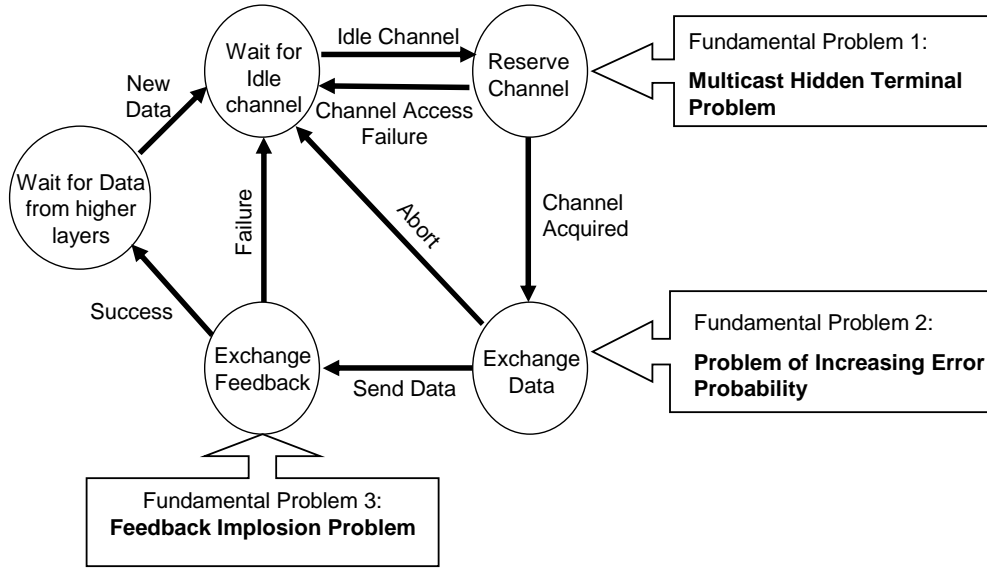 Wait for
Idle
channel
Idle Channel
Reserve
Channel
Fundamental Problem 1:
Multicast Hidden Terminal
Problem
New
Data
Channel Access
Failure
Wait for Data
from higher
layers
Failure
Abort
Channel
Acquired
Success
Exchange
Feedback
Send Data
Exchange
Data
Fundamental Problem 2:
Problem of Increasing Error
Probability
Fundamental Problem 3:
Feedback Implosion Problem